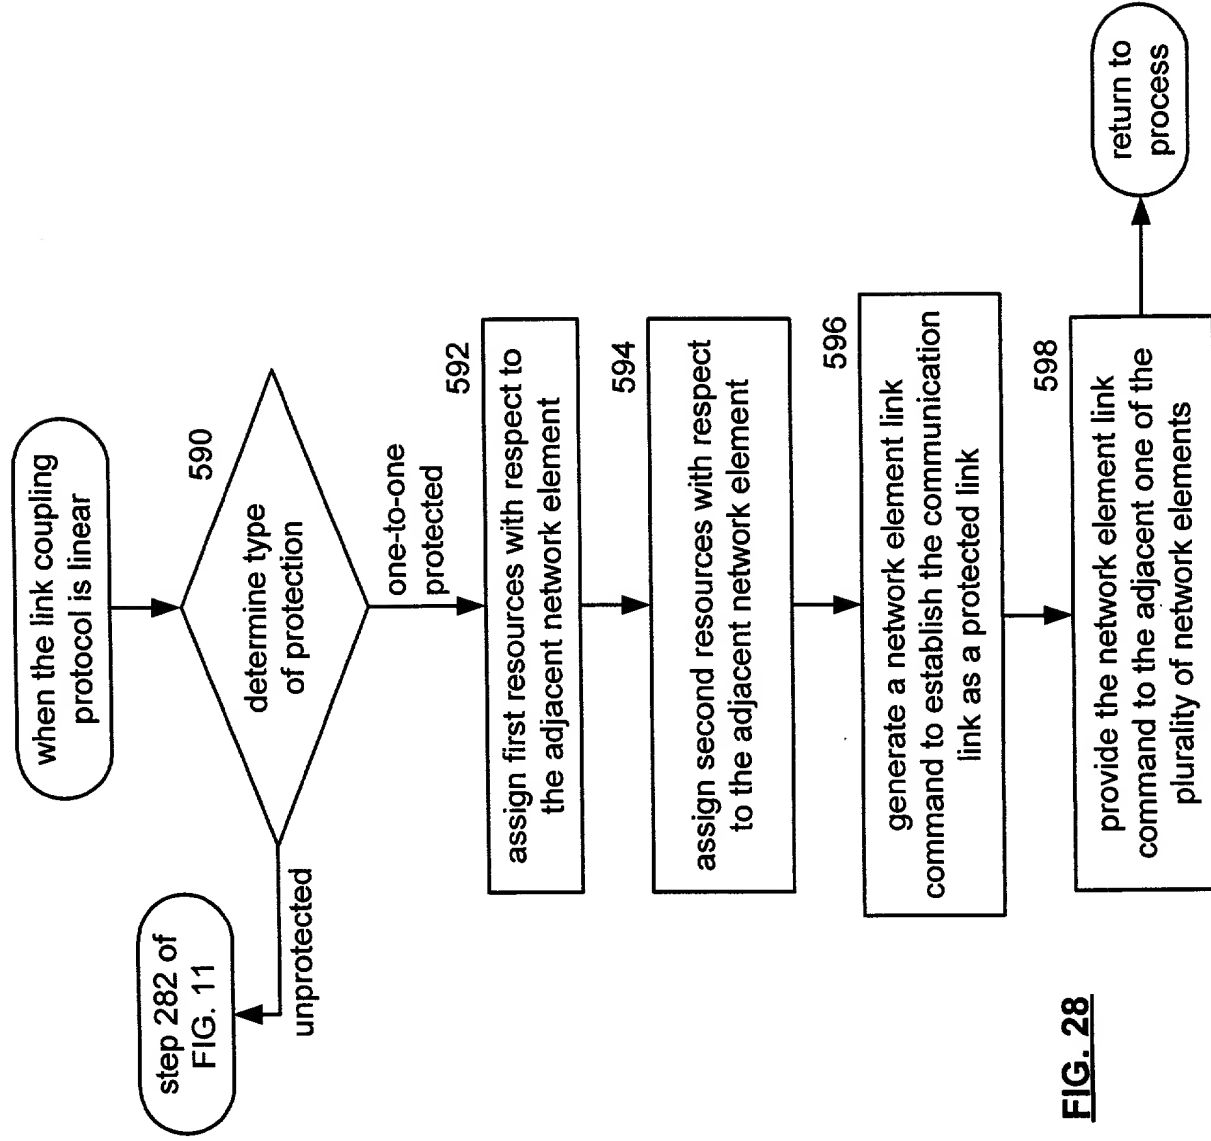 when the link coupling
protocol is linear
590
determine type
of protection
unprotected
step 282 of
FIG. 11
one-to-one
protected
592
assign first resources with respect to
the adjacent network element
594
assign second resources with respect
to the adjacent network element
596
generate a network element link
command to establish the communication
link as a protected link
598
provide the network element link
command to the adjacent one of the
plurality of network elements
return to
process
FIG. 28